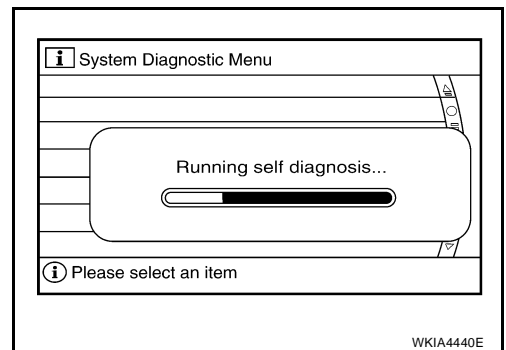 i System Diagnostic Menu
Running self diagnosis...
i Please select an item
WKIA4440E